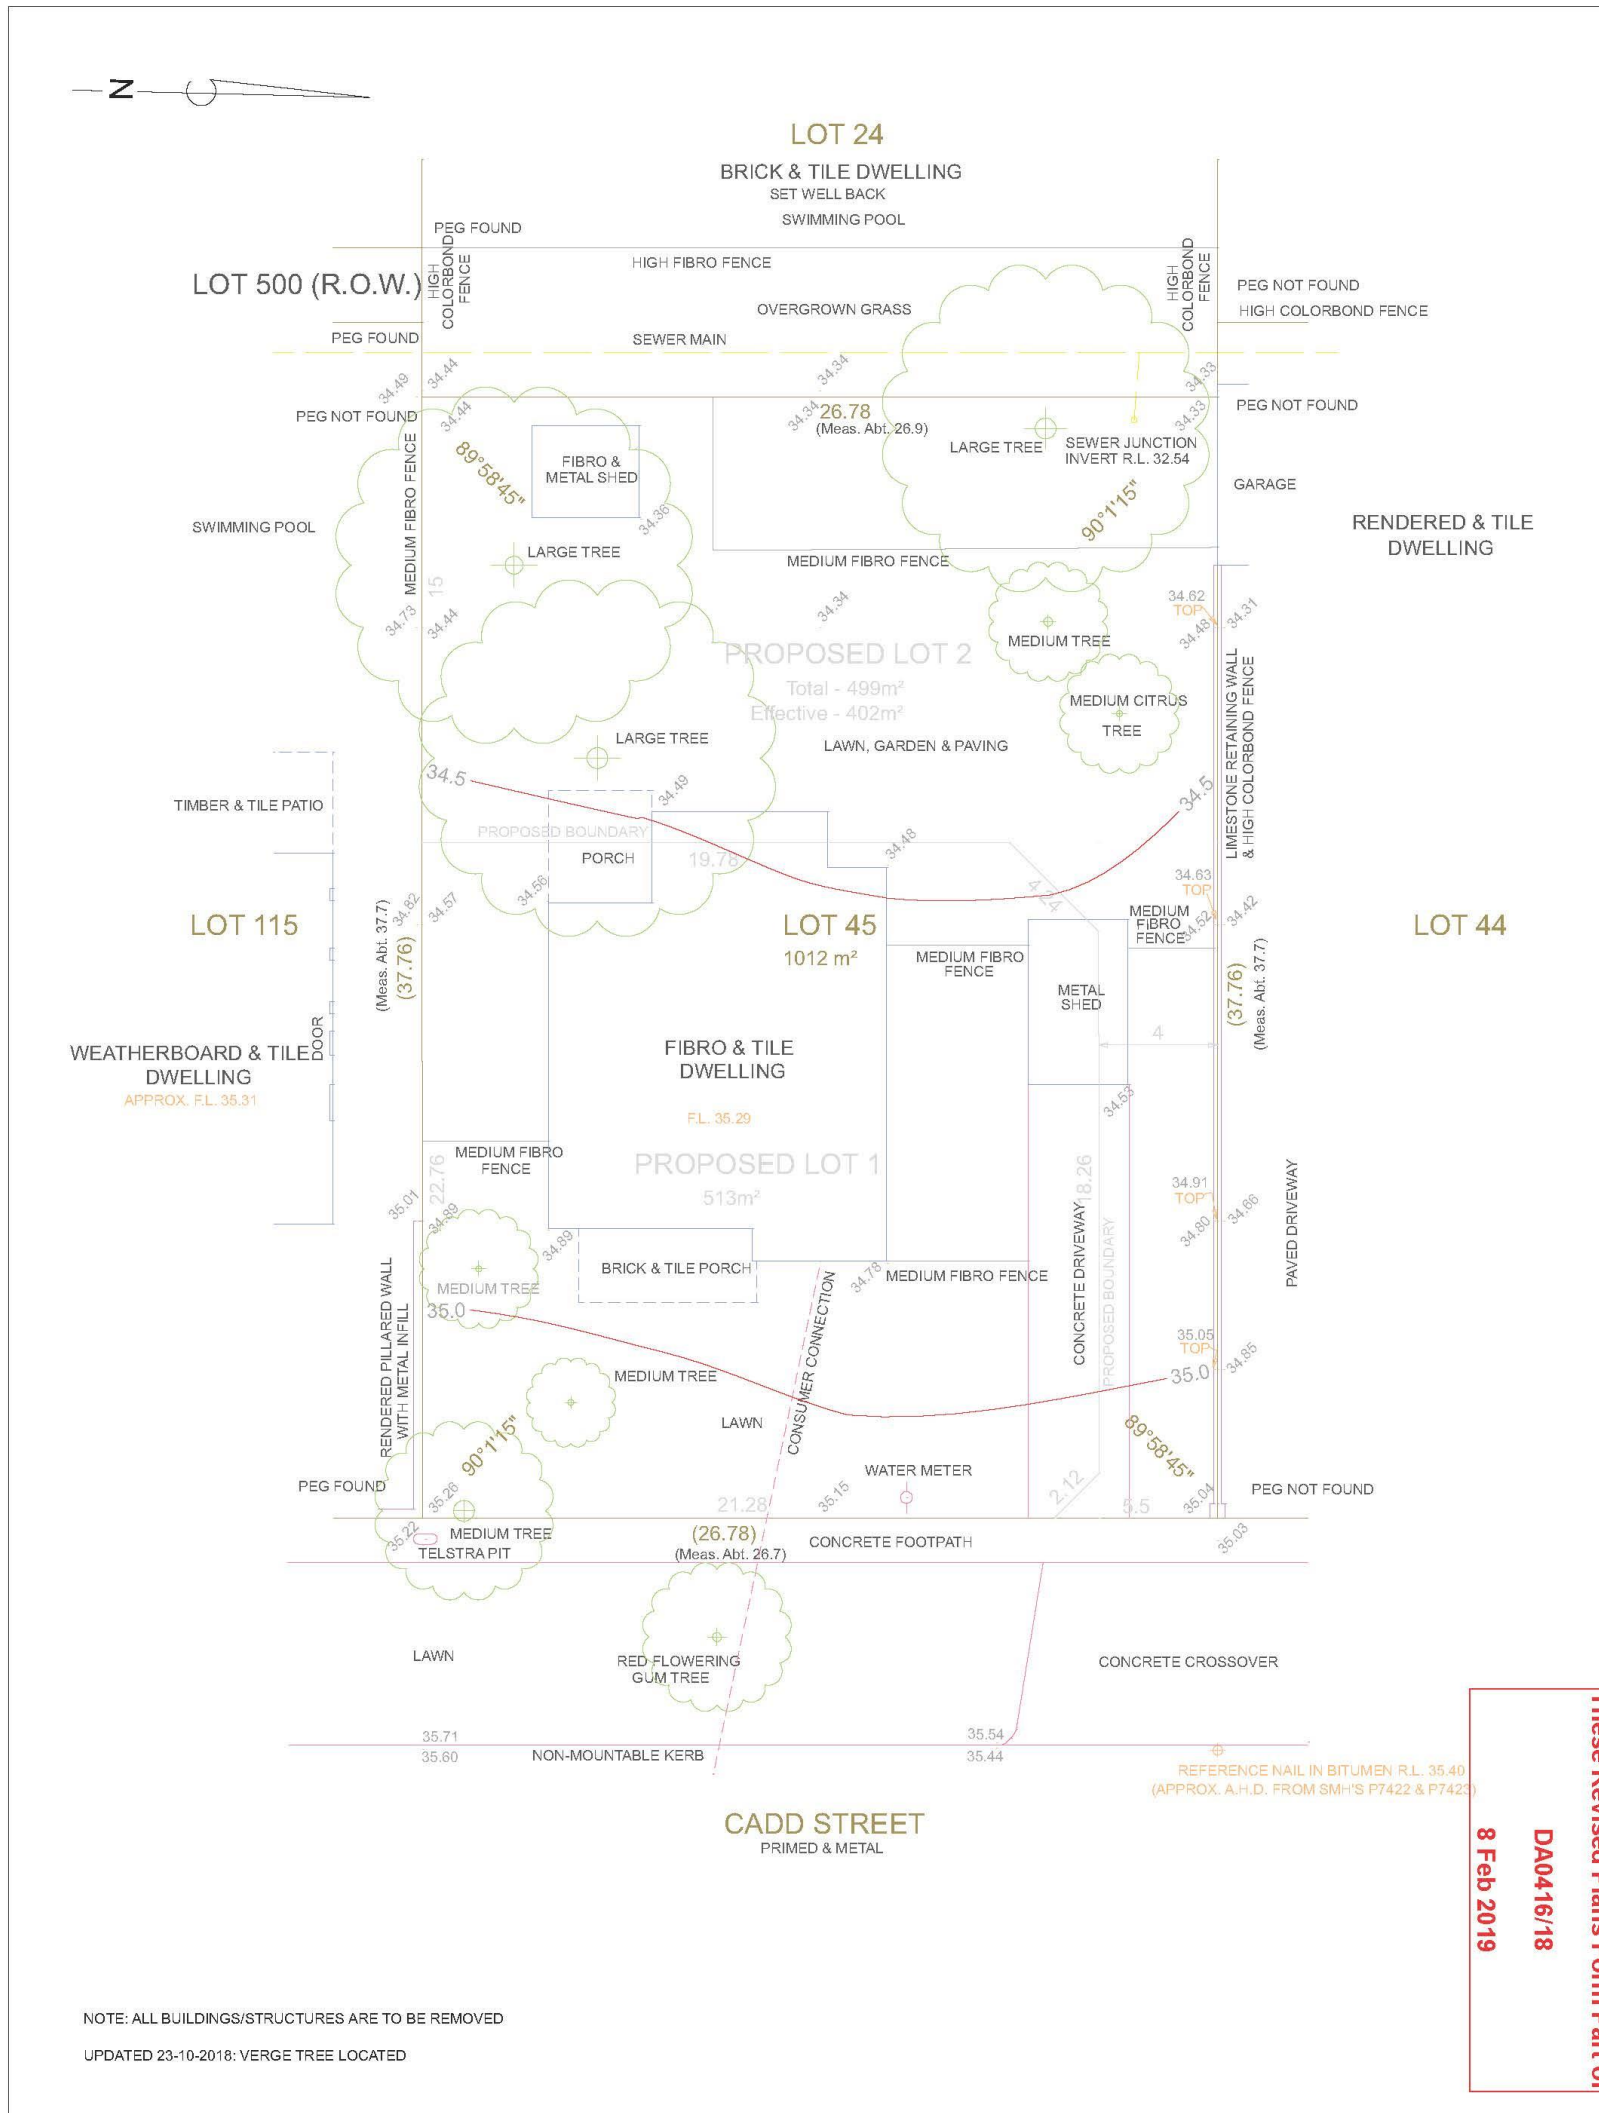 N
LOT 24
BRICK & TILE DWELLING
SET WELL BACK
SWIMMING POOL
PEG FOUND
HIGH
COLORBOND
FENCE
HIGH FIBRO FENCE
HIGH
COLORBOND
FENCE
LOT 500 (R.O.W.)
PEG NOT FOUND
HIGH COLORBOND FENCE
OVERGROWN GRASS
PEG FOUND
SEWER MAIN
34.49
34.44
34.34
34.33
PEG NOT FOUND
34.44
34.34
26.78
(Meas. Abt. 26.9)
34.33
PEG NOT FOUND
MEDIUM FIBRO FENCE
89°58'45"
FIBRO &
METAL SHED
LARGE TREE
SEWER JUNCTION
INVERT R.L. 32.54
GARAGE
90°1'15"
SWIMMING POOL
34.36
RENDERED & TILE
DWELLING
LARGE TREE
MEDIUM FIBRO FENCE
15
34.73
34.44
34.34
34.62
TOP
34.48
34.31
MEDIUM TREE
PROPOSED LOT 2
Total - 499m²
Effective - 402m²
MEDIUM CITRUS
TREE
LIMESTONE RETAINING WALL
& HIGH COLORBOND FENCE
LARGE TREE
LAWN, GARDEN & PAVING
34.5
34.49
34.5
TIMBER & TILE PATIO
PROPOSED BOUNDARY
PORCH
19.78
34.48
34.56
4.24
34.63
TOP
34.82
34.57
34.52
34.42
LOT 115
(Meas. Abt. 37.7)
(37.76)
LOT 45
1012 m²
MEDIUM
FIBRO
FENCE
LOT 44
MEDIUM FIBRO
FENCE
METAL
SHED
(37.76)
(Meas. Abt. 37.7)
4
DOOR
WEATHERBOARD & TILE
DWELLING
APPROX. F.L. 35.31
FIBRO & TILE
DWELLING
F.L. 35.29
34.53
MEDIUM FIBRO
FENCE
22.76
PROPOSED LOT 1
513m²
18.26
35.01
34.89
34.91
TOP
34.80
34.66
PAVED DRIVEWAY
34.89
BRICK & TILE PORCH
34.78
MEDIUM FIBRO FENCE
CONCRETE DRIVEWAY
PROPOSED BOUNDARY
MEDIUM TREE
35.0
RENDERED PILLARED WALL
WITH METAL INFILL
CONSUMER CONNECTION
35.05
TOP
34.85
35.0
MEDIUM TREE
LAWN
90°1'15"
89°58'45"
PEG FOUND
35.26
WATER METER
35.15
21.28
2.12
5.5
35.04
PEG NOT FOUND
35.22
MEDIUM TREE
TELSTRA PIT
(26.78)
(Meas. Abt. 26.7)
CONCRETE FOOTPATH
35.03
LAWN
RED FLOWERING
GUM TREE
CONCRETE CROSSOVER
35.71
35.60
NON-MOUNTABLE KERB
35.54
35.44
REFERENCE NAIL IN BITUMEN R.L. 35.40
(APPROX. A.H.D. FROM SMH'S P7422 & P7423)
CADD STREET
PRIMED & METAL
These Revised Plans Form Part of
DA0416/18
8 Feb 2019
NOTE: ALL BUILDINGS/STRUCTURES ARE TO BE REMOVED
UPDATED 23-10-2018: VERGE TREE LOCATED